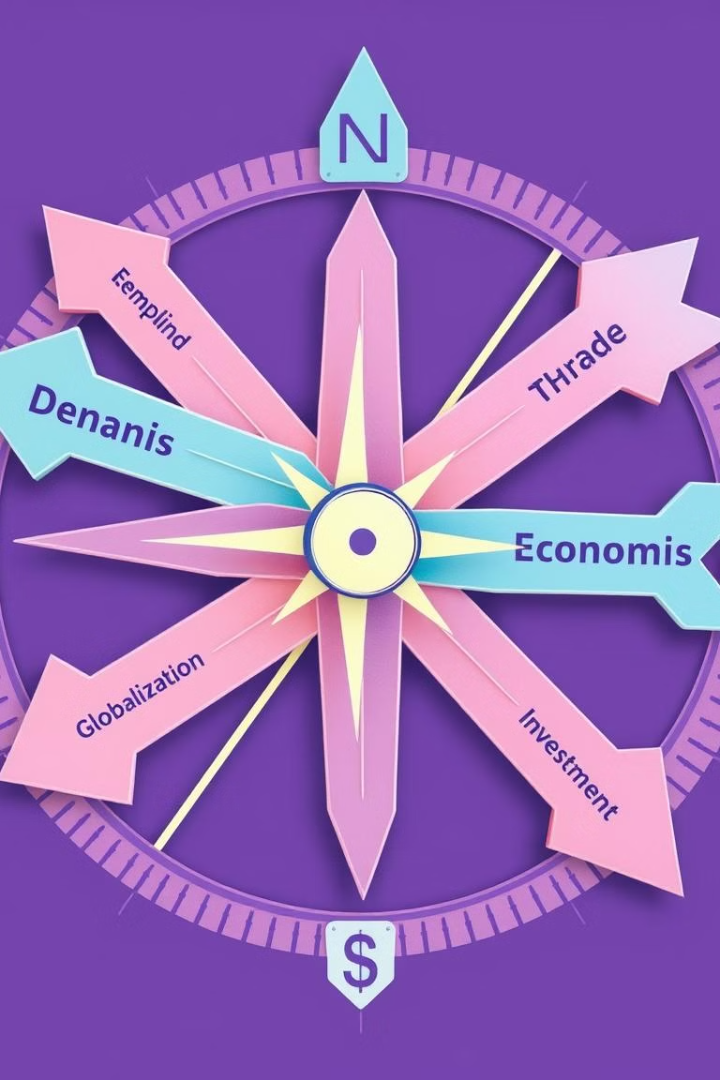 N
Eemplind
THrade
Denanis
Economis
Globalization
Investment
$